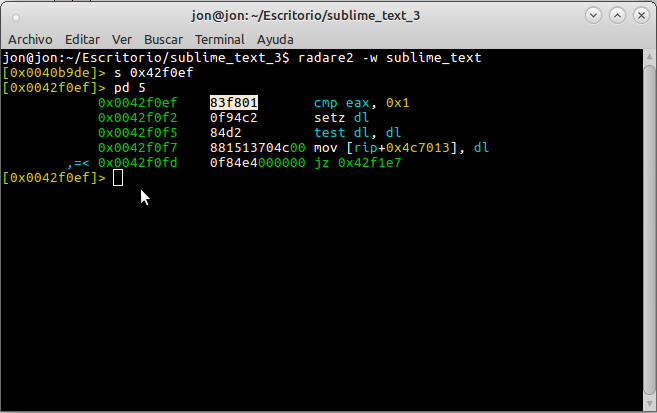 jon@jon: ~/Escritorio/sublime_text_3
Archivo Editar Ver Buscar Terminal Ayuda
jon@jon:~/Escritorio/sublime_text_3$ radare2 -w sublime_text
[0x0040b9de]> s 0x42f0ef
[0x0042f0ef]> pd 5
0x0042f0ef 83f801 cmp eax, 0x1
0x0042f0f2 0f94c2 setz dl
0x0042f0f5 84d2 test dl, dl
0x0042f0f7 881513704c00 mov [rip+0x4c7013], dl
,=< 0x0042f0fd 0f84e4000000 jz 0x42f1e7
[0x0042f0ef]>